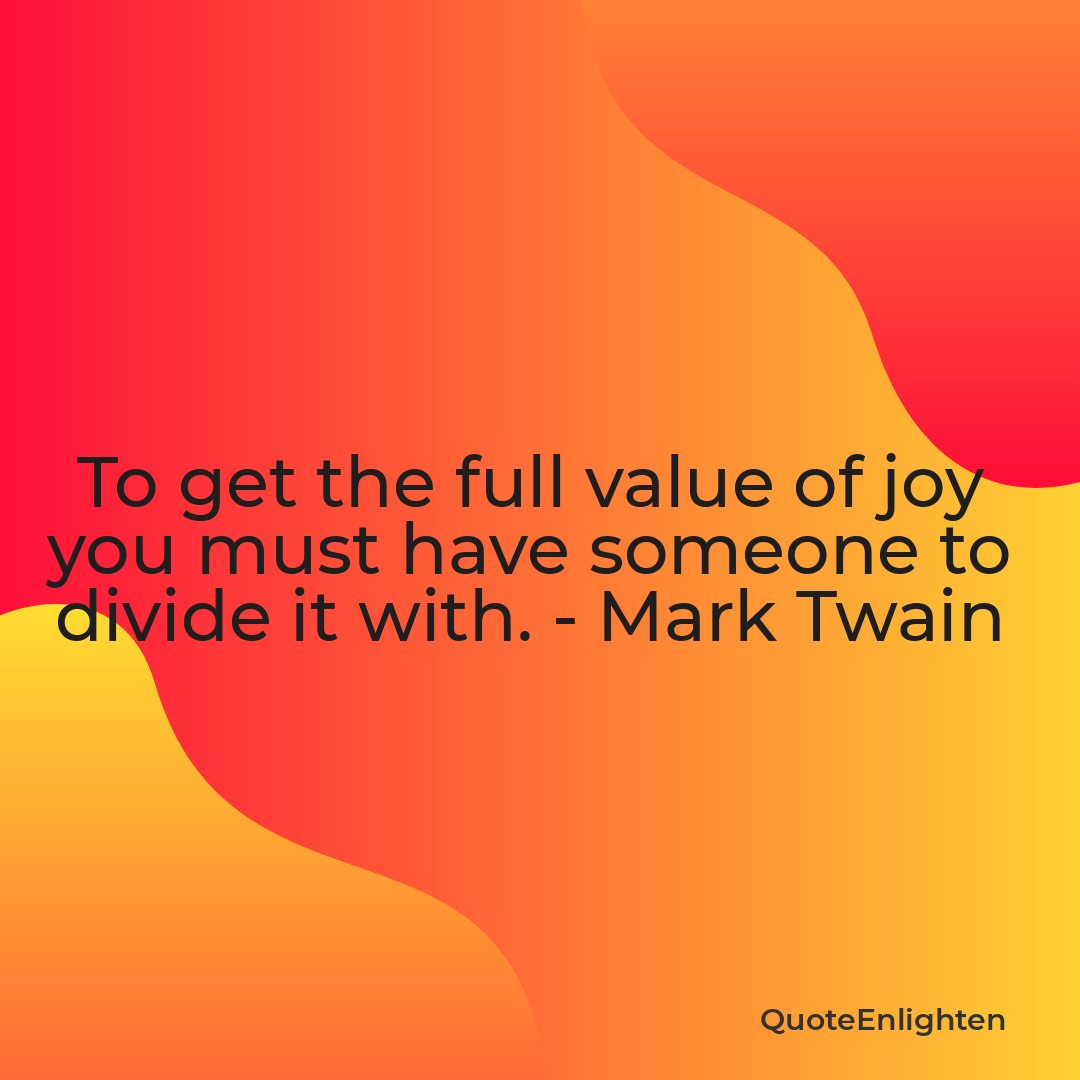 To get the full value of joy
you must have someone to
divide it with. - Mark Twain
QuoteEnlighten